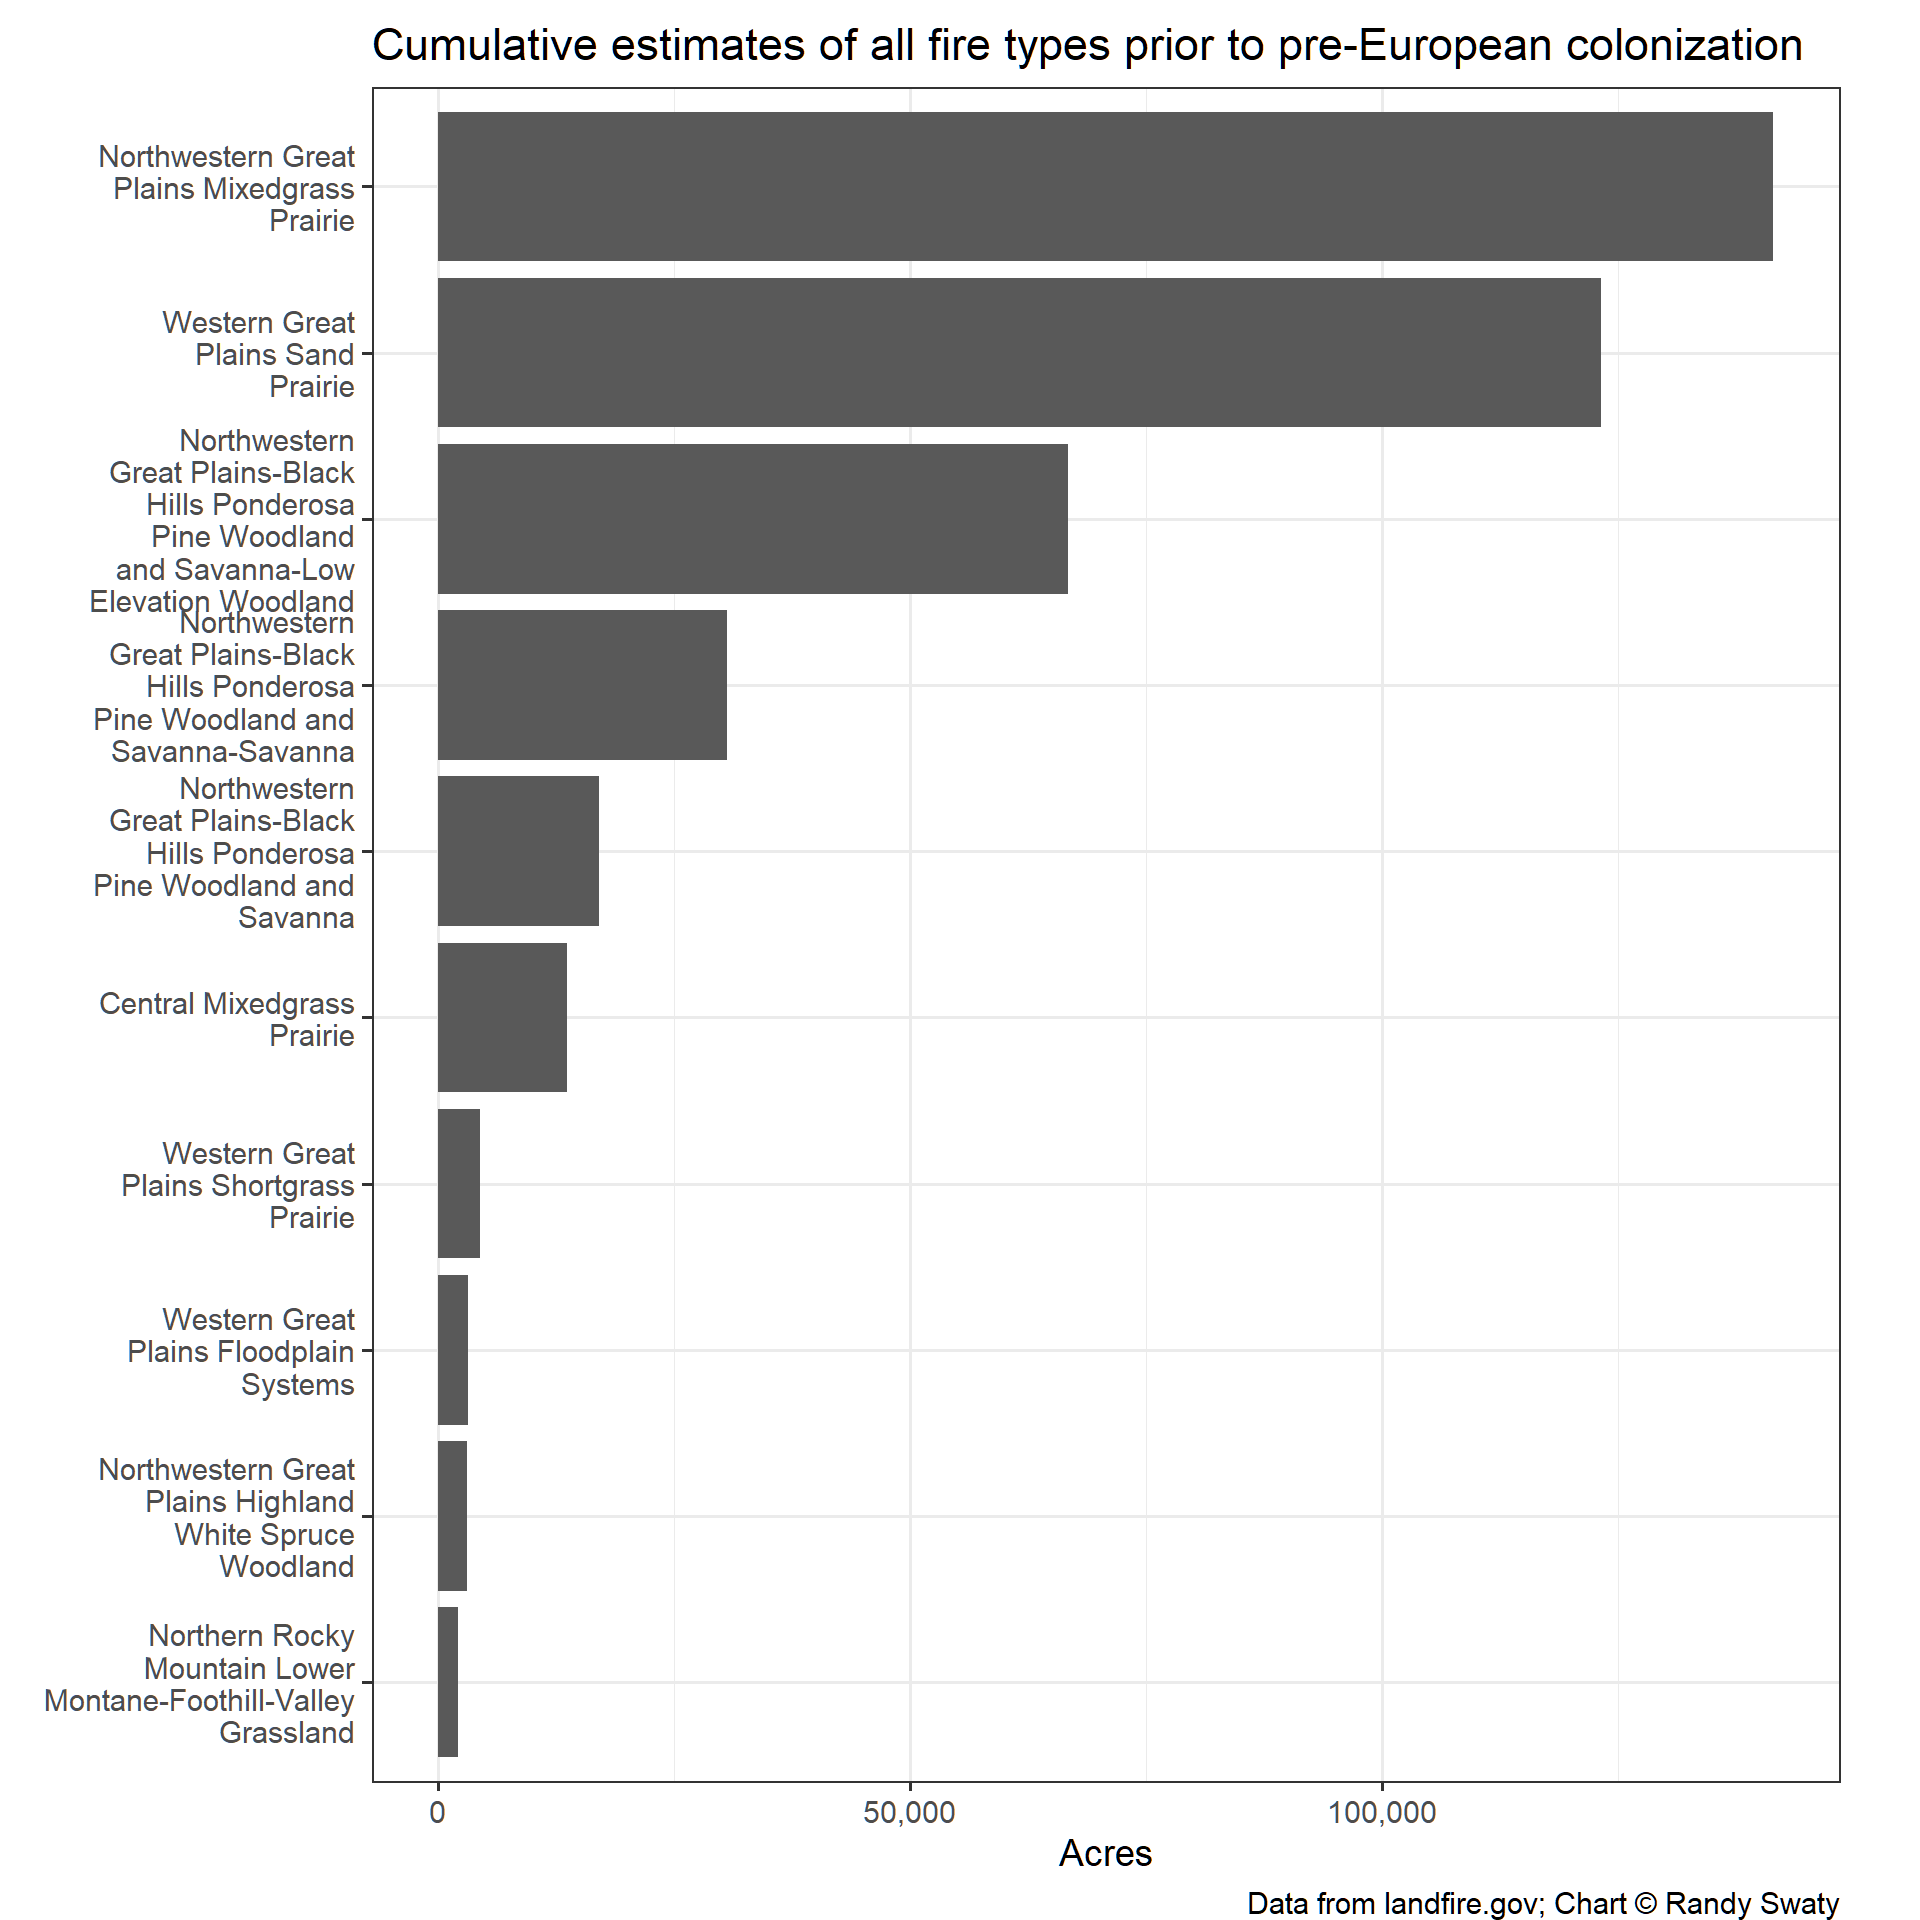 Cumulative estimates of all fire types prior to pre-European colonization
Northwestern Great
Plains Mixedgrass
Prairie
Western Great
Plains Sand
Prairie
Northwestern
Great Plains-Black
Hills Ponderosa
Pine Woodland
and Savanna-Low
Elevation Woodland
Northwestern
Great Plains-Black
Hills Ponderosa
Pine Woodland and
Savanna-Savanna
Northwestern
Great Plains-Black
Hills Ponderosa
Pine Woodland and
Savanna
Central Mixedgrass
Prairie
Western Great
Plains Shortgrass
Prairie
Western Great
Plains Floodplain
Systems
Northwestern Great
Plains Highland
White Spruce
Woodland
Northern Rocky
Mountain Lower
Montane-Foothill-Valley
Grassland
0 50,000 100,000
Acres
Data from landfire.gov; Chart © Randy Swaty